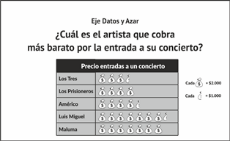 Eje Datos y Azar
¿Cuál es el artista que cobra
más barato por la entrada a su concierto?
Precio entradas a un concierto
Los Tres
Los Prisioneros
Américo
Luis Miguel
Maluma
Cada = $2.000
Cada = $1.000